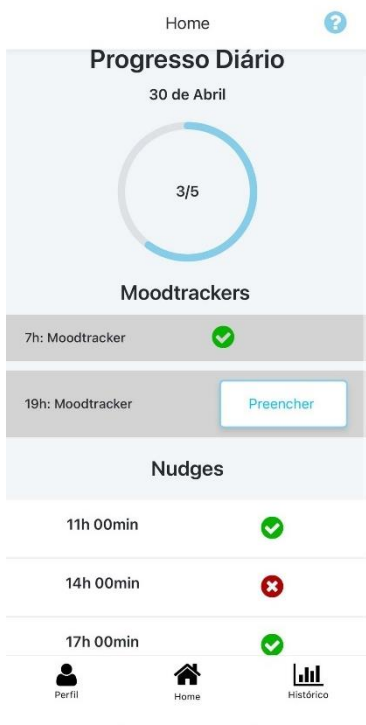 Home
?
Progresso Diário
30 de Abril
3/5
Moodtrackers
7h: Moodtracker
19h: Moodtracker Preencher
Nudges
11h 00min
14h 00min
17h 00min
Perfil Home Histórico